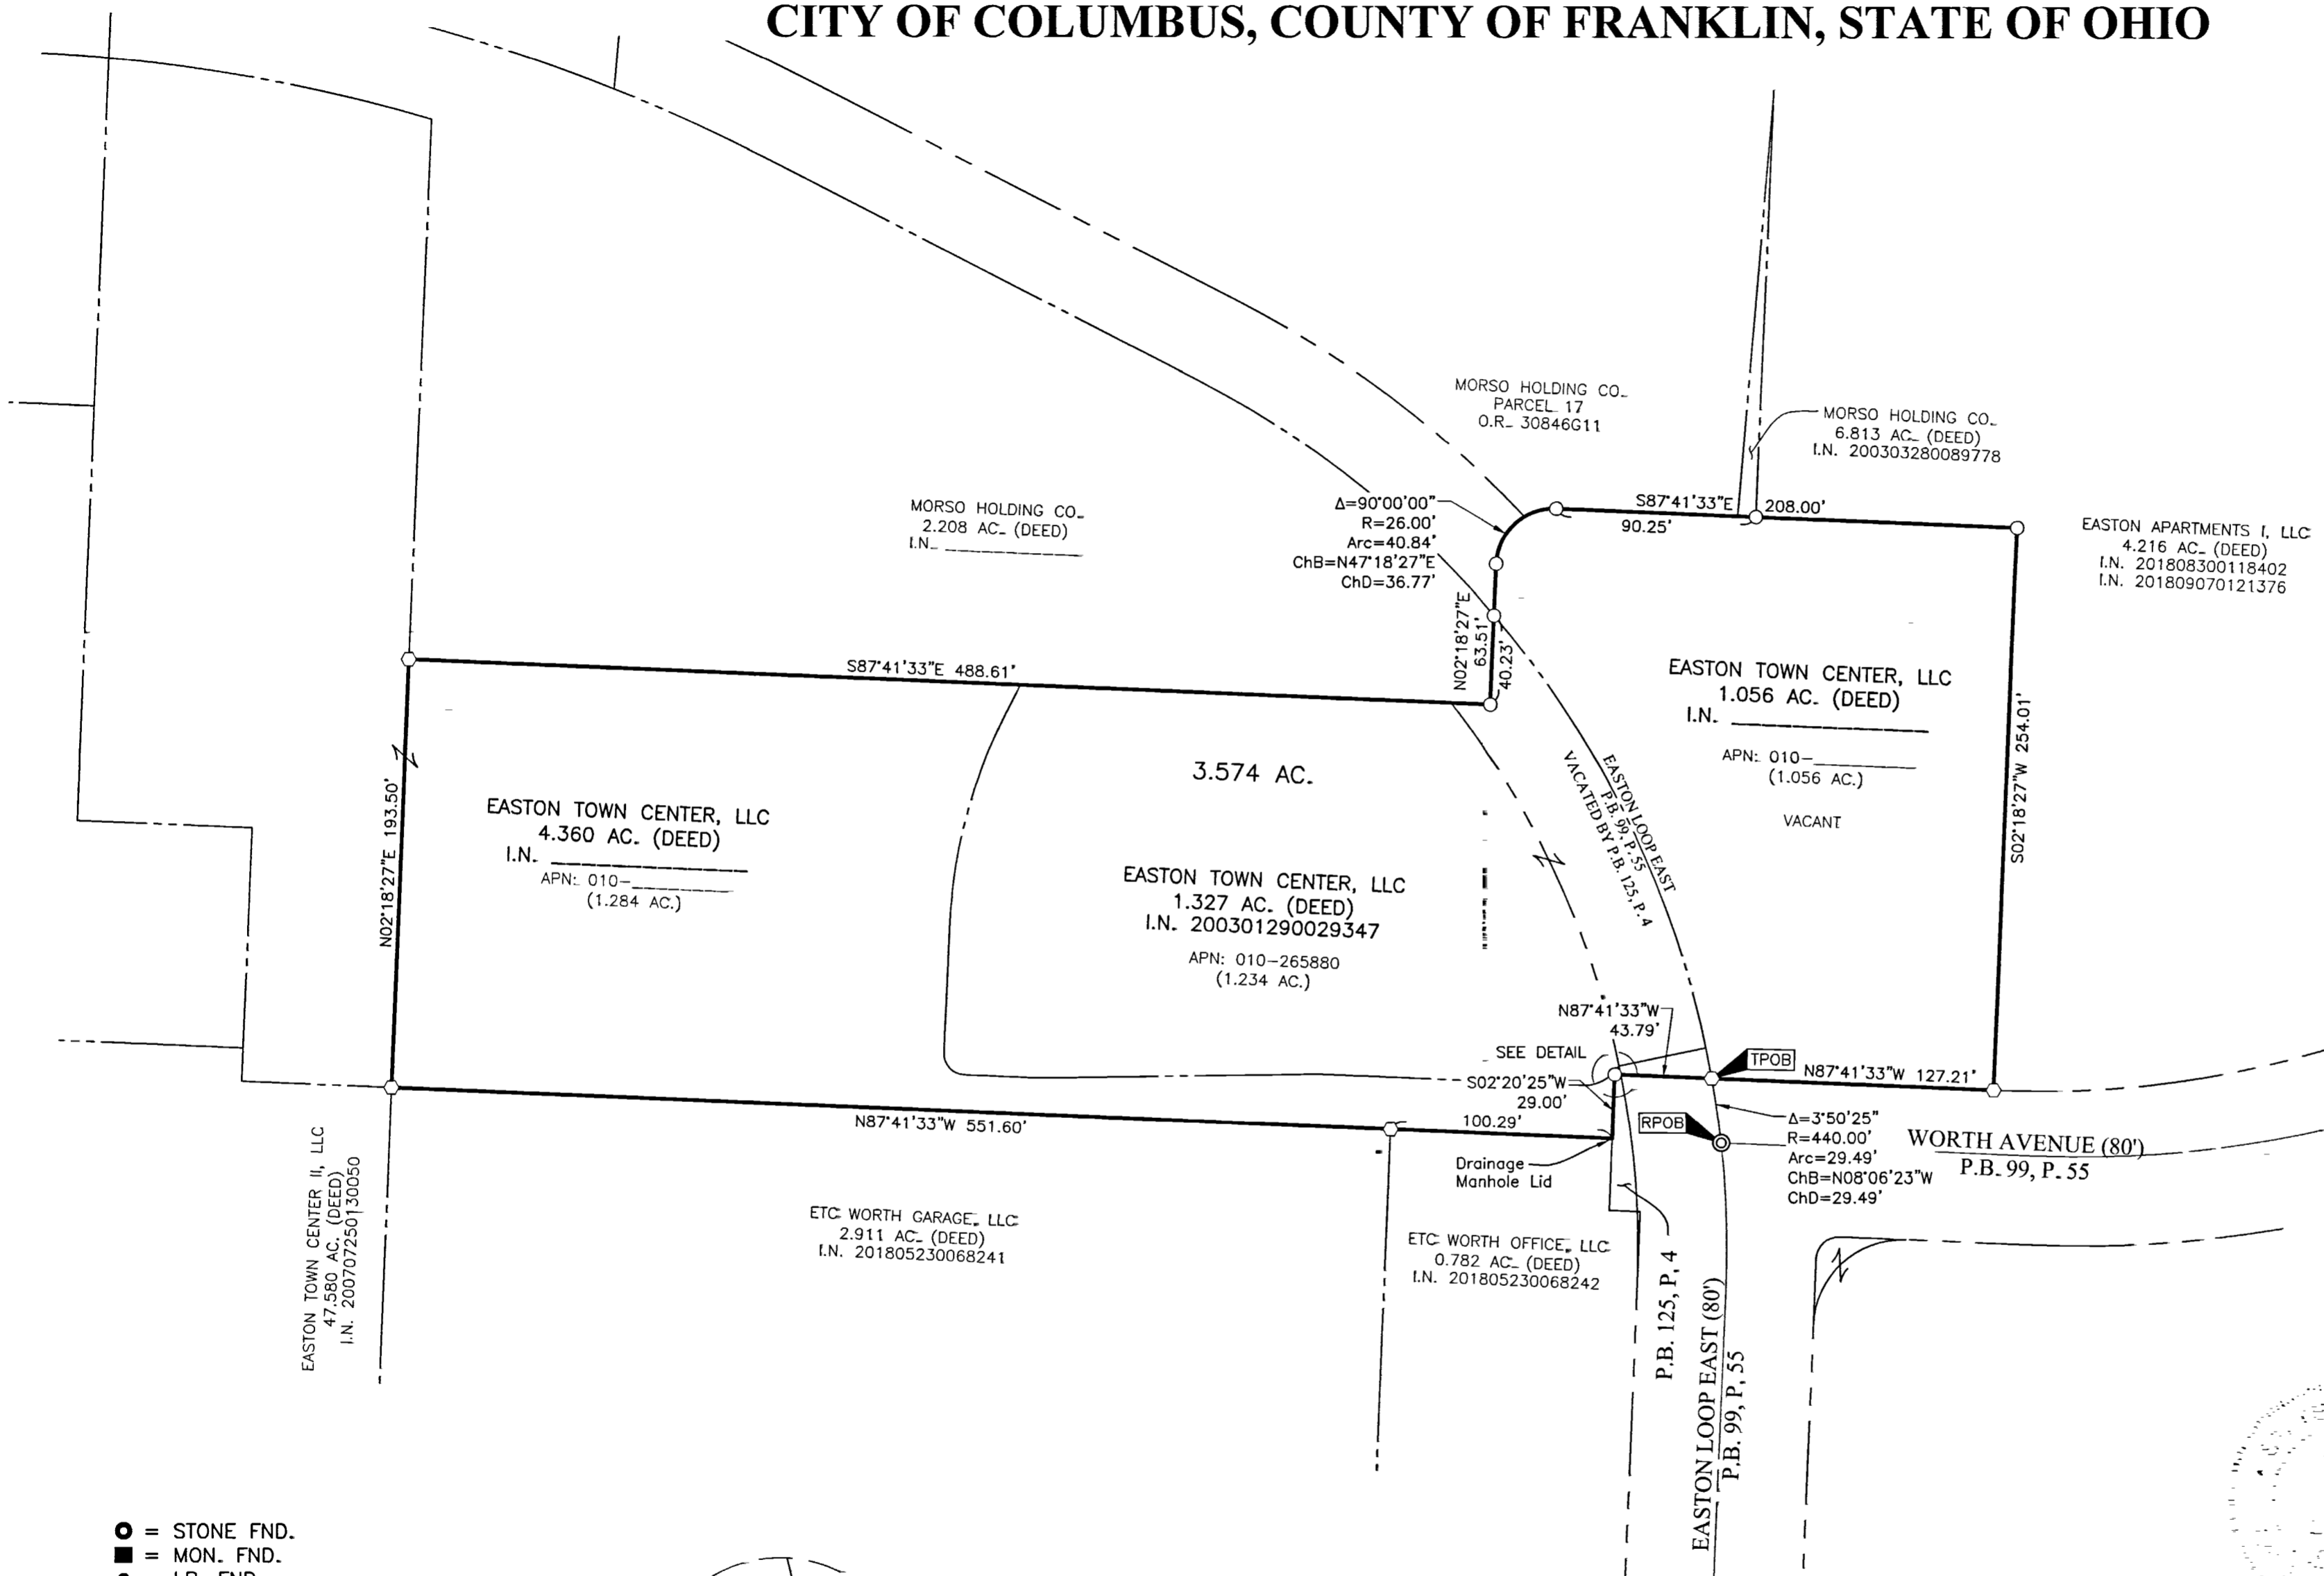 CITY OF COLUMBUS, COUNTY OF FRANKLIN, STATE OF OHIO
MORSO HOLDING CO.
PARCEL 17
O.R. 30846G11
MORSO HOLDING CO.
6.813 AC. (DEED)
I.N. 200303280089778
MORSO HOLDING CO.
2.208 AC. (DEED)
I.N.
Δ=90°00'00"
R=26.00'
Arc=40.84'
ChB=N47°18'27"E
ChD=36.77'
S87°41'33"E 208.00'
90.25'
EASTON APARTMENTS I, LLC
4.216 AC. (DEED)
I.N. 201808300118402
I.N. 201809070121376
N02°18'27"E
63.51'
40.23'
S87°41'33"E 488.61'
EASTON TOWN CENTER, LLC
1.056 AC. (DEED)
I.N.
APN: 010-
(1.056 AC.)
VACANT
S02°18'27"W 254.01'
3.574 AC.
EASTON LOOP EAST
P.B. 99, P. 55
VACATED BY P.B. 125, P. 4
N02°18'27"E 193.50'
EASTON TOWN CENTER, LLC
4.360 AC. (DEED)
I.N.
APN: 010-
(1.284 AC.)
EASTON TOWN CENTER, LLC
1.327 AC. (DEED)
I.N. 200301290029347
APN: 010-265880
(1.234 AC.)
N87°41'33"W
43.79'
SEE DETAIL
TPOB
N87°41'33"W 127.21'
S02°20'25"W
29.00'
100.29'
N87°41'33"W 551.60'
RPOB
Δ=3°50'25"
R=440.00'
Arc=29.49'
ChB=N08°06'23"W
ChD=29.49'
WORTH AVENUE (80')
P.B. 99, P. 55
Drainage
Manhole Lid
EASTON TOWN CENTER II, LLC
47.580 AC. (DEED)
I.N. 200707250130050
ETC WORTH GARAGE, LLC
2.911 AC. (DEED)
I.N. 201805230068241
ETC WORTH OFFICE, LLC
0.782 AC. (DEED)
I.N. 201805230068242
P.B. 125, P. 4
EASTON LOOP EAST (80')
P.B. 99, P. 55
= STONE FND.
= MON. FND.